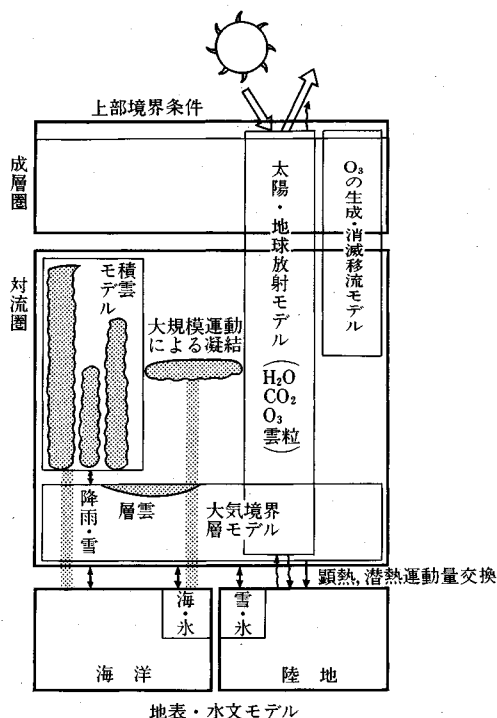 上部境界条件
成層圏
太陽・地球放射モデル
(H₂O
CO₂
O₃
雲粒)
O₃の生成・消滅移流モデル
対流圏
積雲
モデル
大規模運動
による凝結
降雨・雪
層雲
大気境界
層モデル
顕熱,潜熱運動量交換
海・氷
雪・氷
海洋
陸地
地表・水文モデル